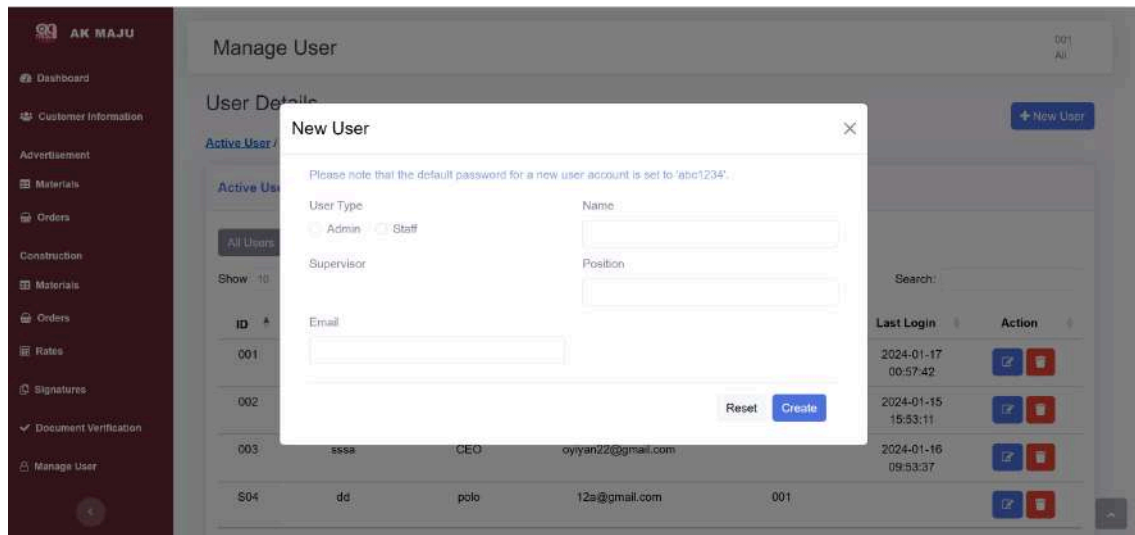 AK MAJU
Dashboard
Customer Information
Advertisement
Materials
Orders
Construction
Materials
Orders
Rates
Signatures
Document Verification
Manage User
Manage User
001
Ali
User Details
+ New User
Active User /
Active Use
All Users
Show 10
Search:
ID
Last Login
Action
001
2024-01-17
00:57:42
002
2024-01-15
15:53:11
003
sssa
CEO
oyiyan22@gmail.com
2024-01-16
09:53:37
S04
dd
polo
12a@gmail.com
001
New User
×
Please note that the default password for a new user account is set to 'abc1234'.
User Type
Name
Admin
Staff
Supervisor
Position
Email
Reset
Create